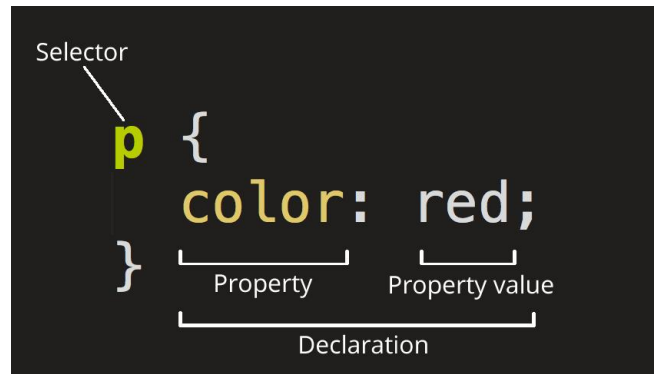 Selector
p {
color: red;
}
Property
Property value
Declaration